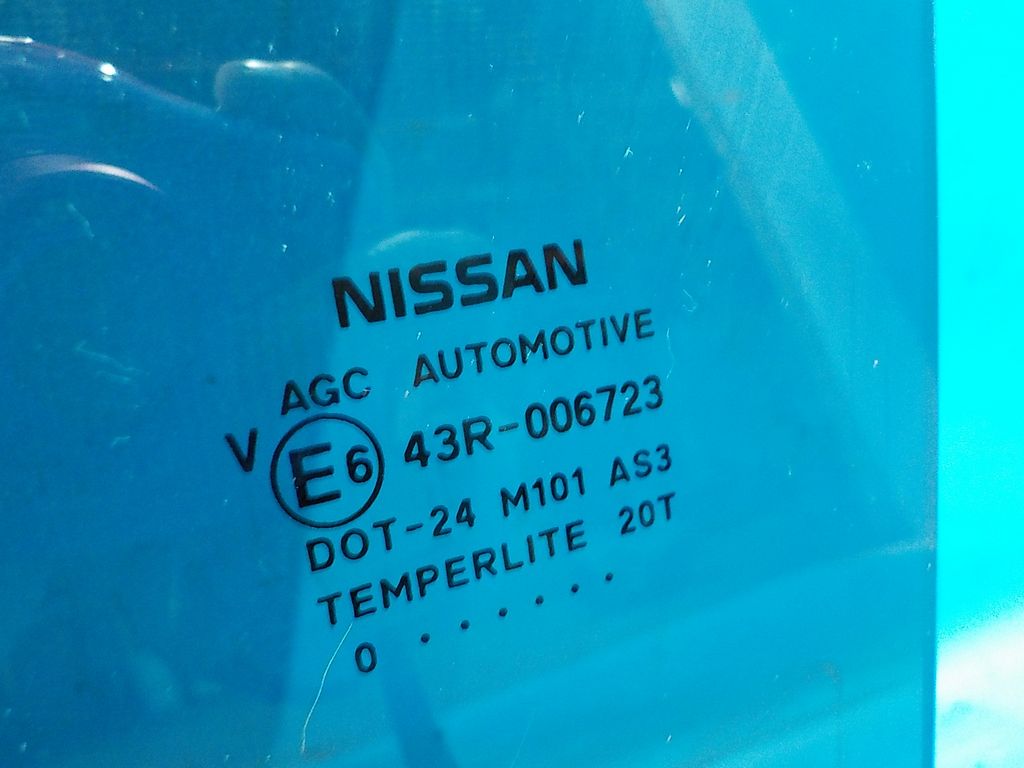 NISSAN
AGC AUTOMOTIVE
V E6 43R-006723
DOT-24 M101 AS3
TEMPERLITE 20T
0 . . . . . .